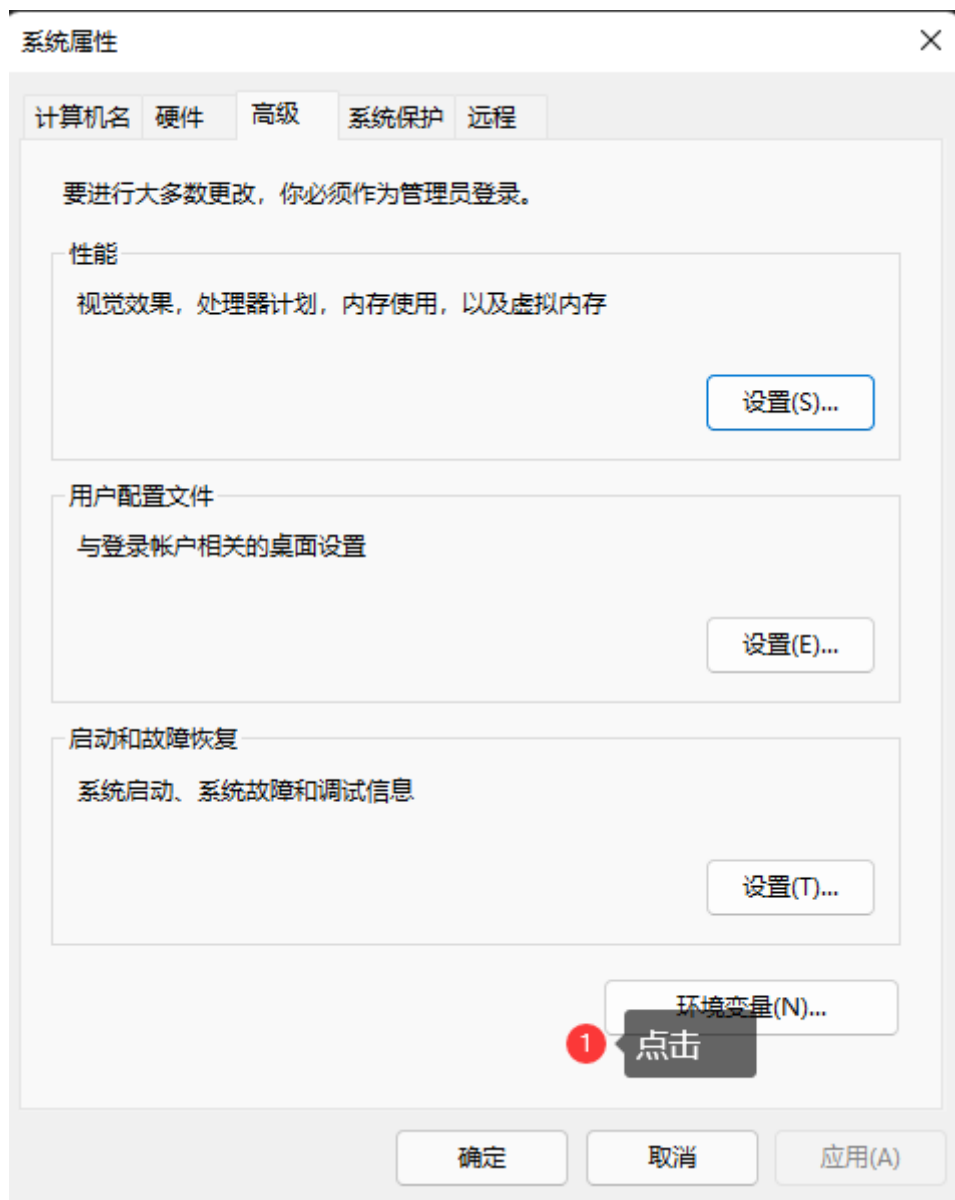 系统属性
计算机名 硬件 高级 系统保护 远程
要进行大多数更改，你必须作为管理员登录。
性能
视觉效果，处理器计划，内存使用，以及虚拟内存
设置(S)...
用户配置文件
与登录帐户相关的桌面设置
设置(E)...
启动和故障恢复
系统启动、系统故障和调试信息
设置(T)...
环境变量(N)...
1 点击
确定 取消 应用(A)